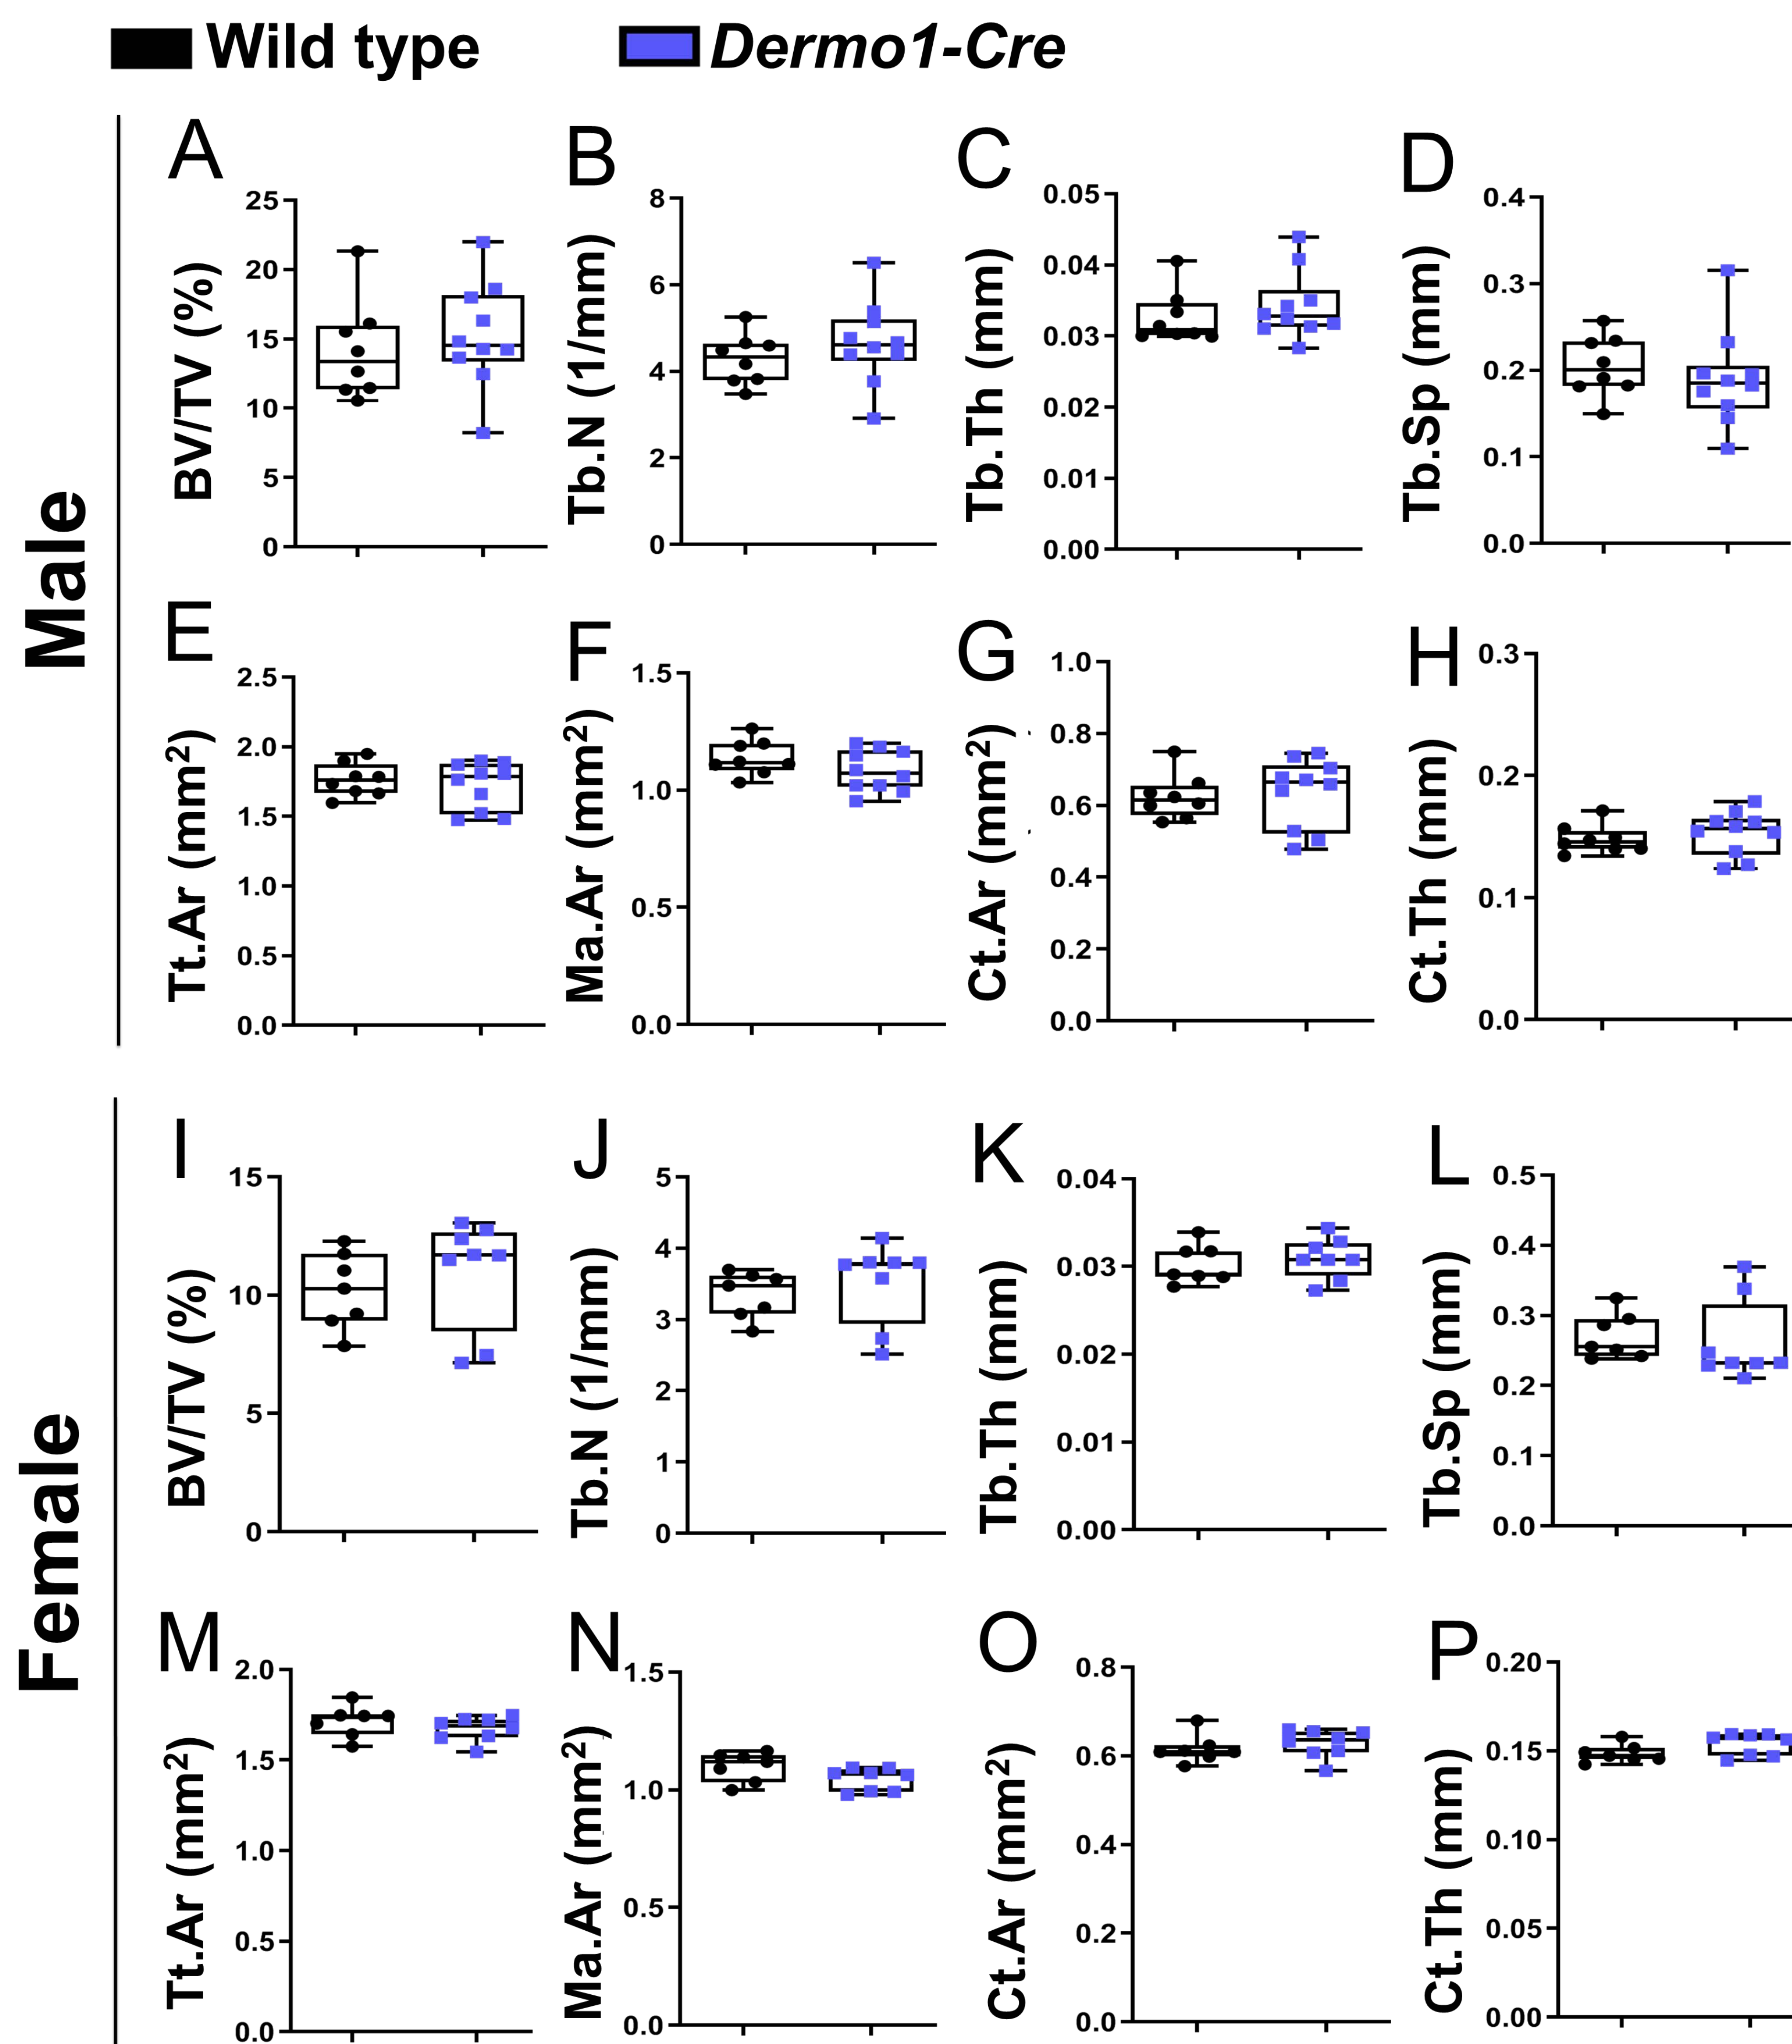 Wild type Dermo1-Cre
Male
A
BV/TV (%)
25
20
15
10
5
0
B
Tb.N (1/mm)
8
6
4
2
0
C
Tb.Th (mm)
0.05
0.04
0.03
0.02
0.01
0.00
D
Tb.Sp (mm)
0.4
0.3
0.2
0.1
0.0
E
Tt.Ar (mm²)
2.5
2.0
1.5
1.0
0.5
0.0
F
Ma.Ar (mm²)
1.5
1.0
0.5
0.0
G
Ct.Ar (mm²)
1.0
0.8
0.6
0.4
0.2
0.0
H
Ct.Th (mm)
0.3
0.2
0.1
0.0
Female
I
BV/TV (%)
15
10
5
0
J
Tb.N (1/mm)
5
4
3
2
1
0
K
Tb.Th (mm)
0.04
0.03
0.02
0.01
0.00
L
Tb.Sp (mm)
0.5
0.4
0.3
0.2
0.1
0.0
M
Tt.Ar (mm²)
2.0
1.5
1.0
0.5
0.0
N
Ma.Ar (mm²)
1.5
1.0
0.5
0.0
O
Ct.Ar (mm²)
0.8
0.6
0.4
0.2
0.0
P
Ct.Th (mm)
0.20
0.15
0.10
0.05
0.00